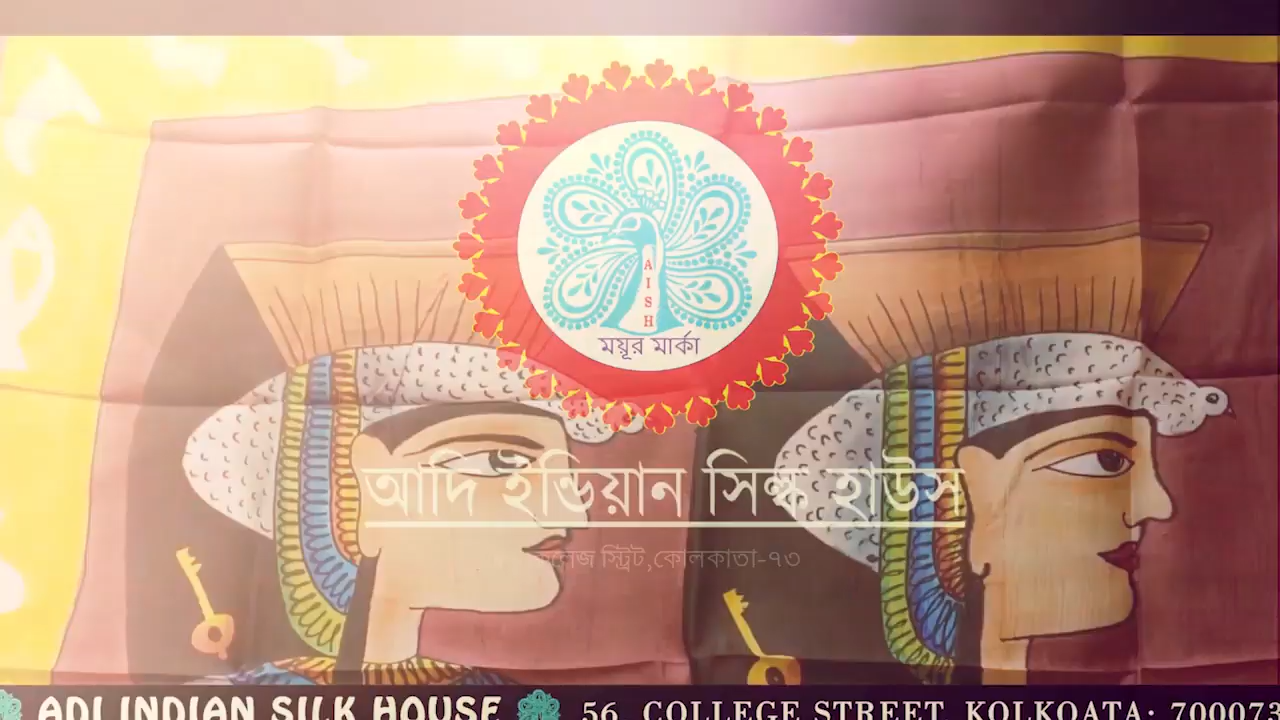 AISH
ময়ূর মার্কা
আদি ইন্ডিয়ান সিল্ক হাউস
স্ট্রিট,কোলকাতা-৭৩
ADI INDIAN SILK HOUSE 56, COLLEGE STREET, KOLKOATA: 700073